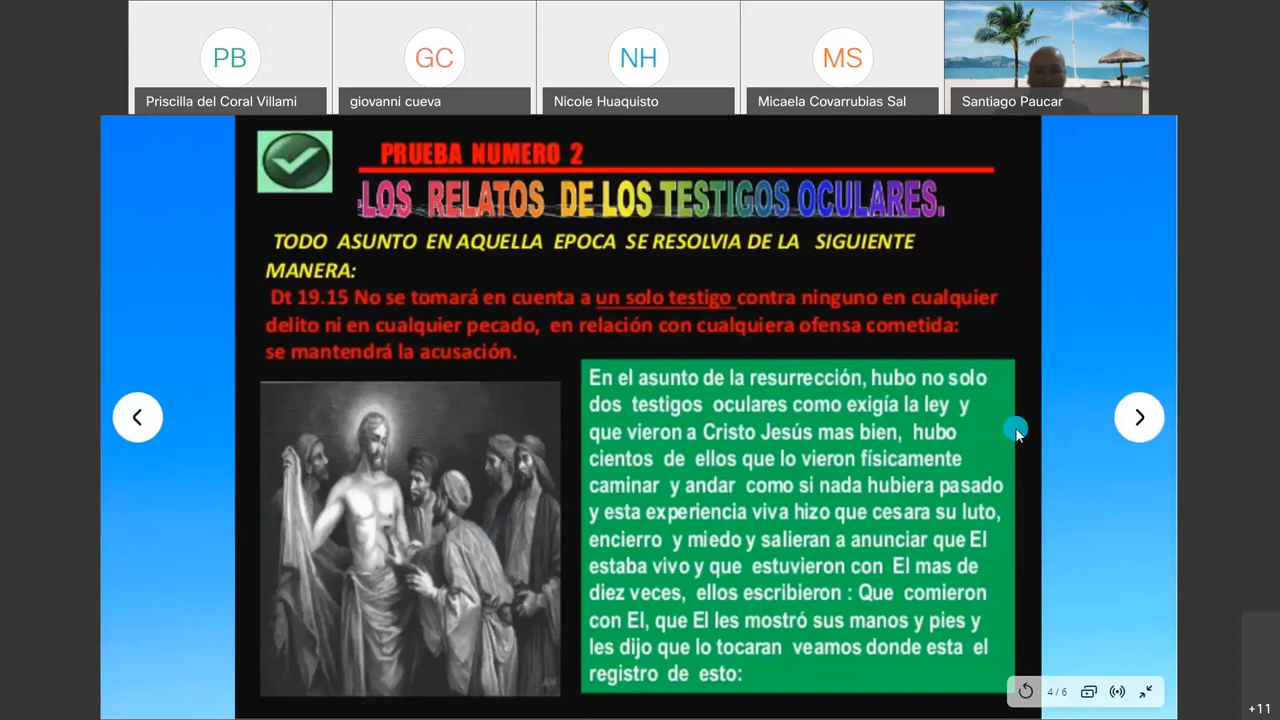 PB
GC
NH
MS
Priscilla del Coral Villami
giovanni cueva
Nicole Huaquisto
Micaela Covarrubias Sal
Santiago Paucar
PRUEBA NUMERO 2
LOS RELATOS DE LOS TESTIGOS OCULARES.
TODO ASUNTO EN AQUELLA EPOCA SE RESOLVIA DE LA SIGUIENTE
MANERA:
Dt 19.15 No se tomará en cuenta a un solo testigo contra ninguno en cualquier
delito ni en cualquier pecado, en relación con cualquiera ofensa cometida:
se mantendrá la acusación.
En el asunto de la resurrección, hubo no solo
dos testigos oculares como exigía la ley y
que vieron a Cristo Jesús mas bien, hubo
cientos de ellos que lo vieron físicamente
caminar y andar como si nada hubiera pasado
y esta experiencia viva hizo que cesara su luto,
encierro y miedo y salieran a anunciar que El
estaba vivo y que estuvieron con El mas de
diez veces, ellos escribieron : Que comieron
con El, que El les mostró sus manos y pies y
les dijo que lo tocaran veamos donde esta el
registro de esto:
4/6
+11